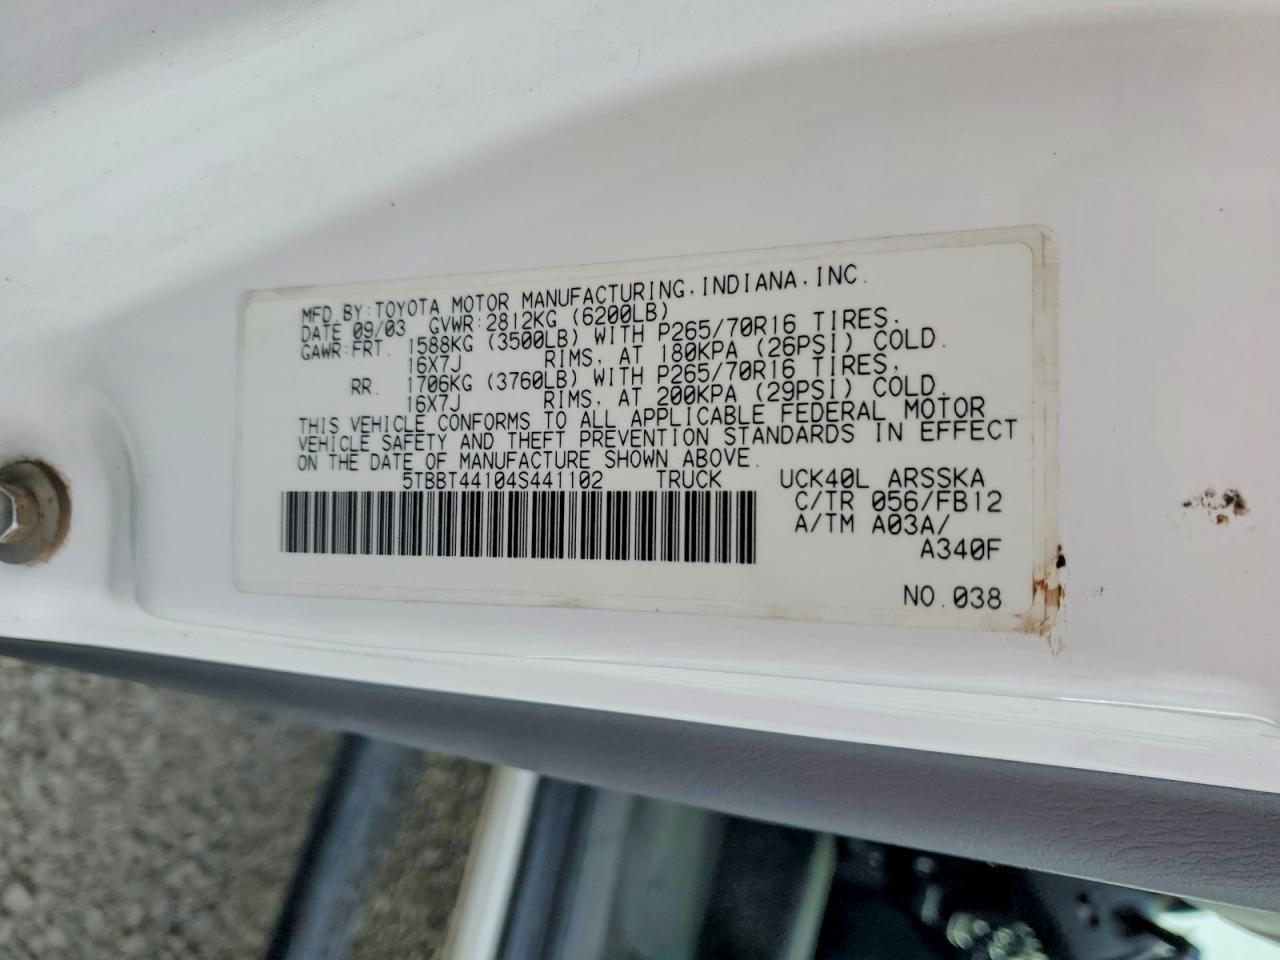 MFD.BY:TOYOTA MOTOR MANUFACTURING,INDIANA,INC.
DATE 09/03 GVWR:2812KG (6200LB)
GAWR:FRT. 1588KG (3500LB) WITH P265/70R16 TIRES,
16X7J RIMS, AT 180KPA (26PSI) COLD.
RR. 1706KG (3760LB) WITH P265/70R16 TIRES,
16X7J RIMS, AT 200KPA (29PSI) COLD.
THIS VEHICLE CONFORMS TO ALL APPLICABLE FEDERAL MOTOR
VEHICLE SAFETY AND THEFT PREVENTION STANDARDS IN EFFECT
ON THE DATE OF MANUFACTURE SHOWN ABOVE.
5TBBT44104S441102 TRUCK UCK40L ARSSKA
C/TR 056/FB12
A/TM A03A/
A340F
NO.038